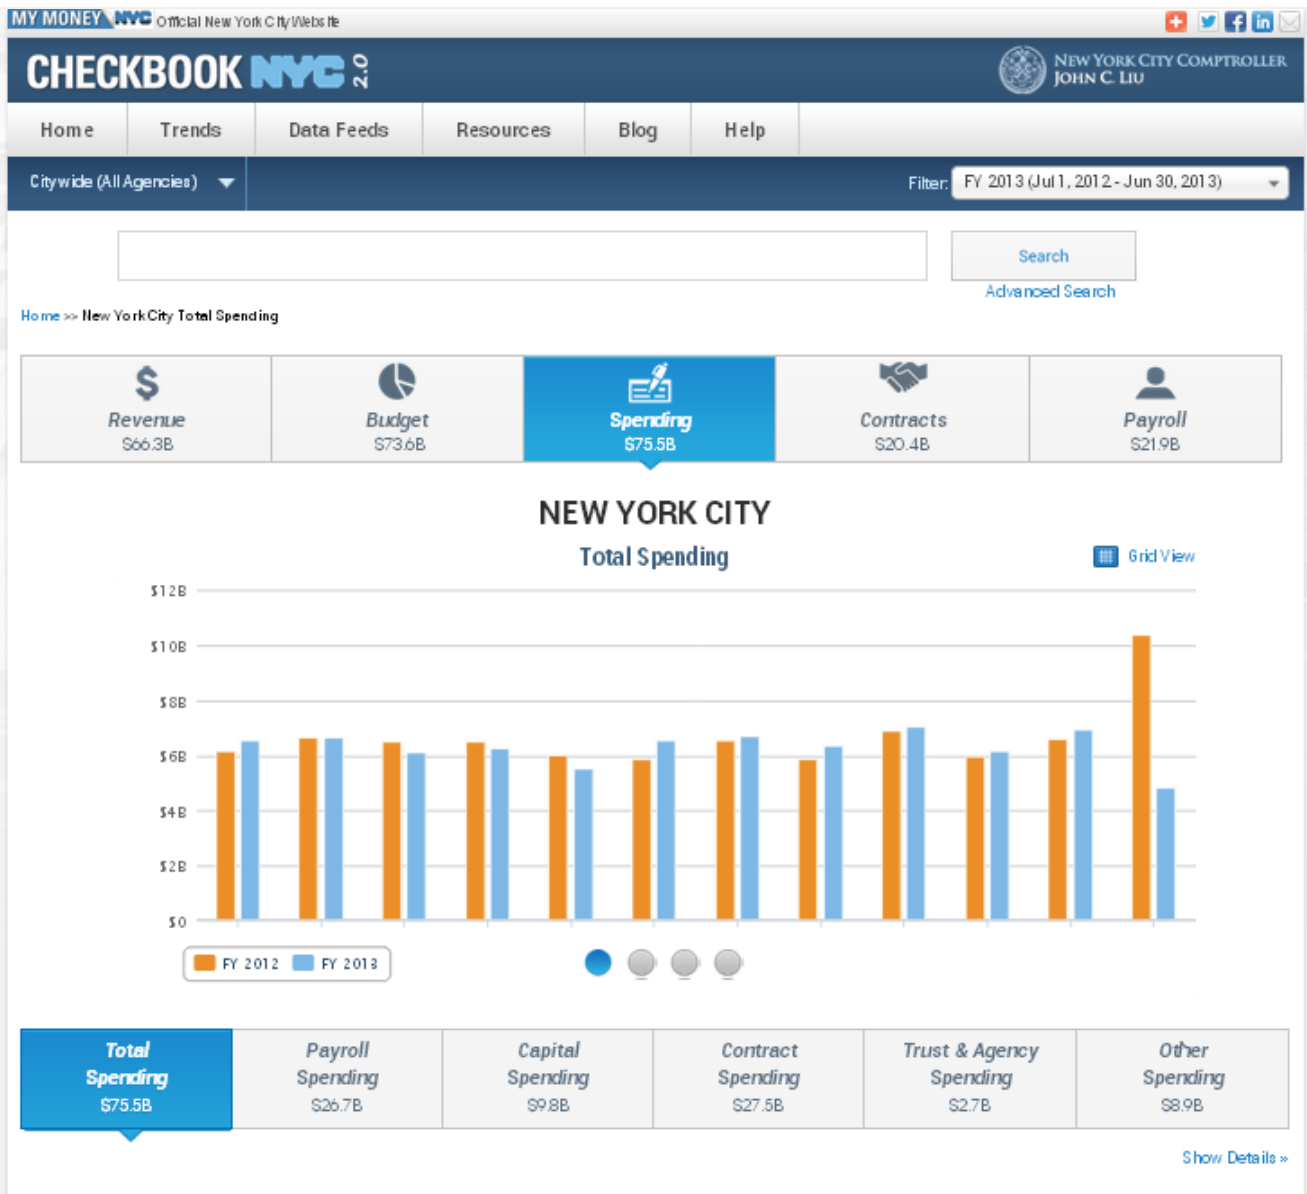 MY MONEY NYC Official New York City Website
CHECKBOOK NYC 2.0
NEW YORK CITY COMPTROLLER
JOHN C. LIU
Home Trends Data Feeds Resources Blog Help
Citywide (All Agencies) Filter: FY 2013 (Jul 1, 2012 - Jun 30, 2013)
Search
Advanced Search
Home >> New York City Total Spending
Revenue Budget Spending Contracts Payroll
$66.3B $73.6B $75.5B $20.4B $21.9B
NEW YORK CITY
Total Spending
Grid View
$12B
$10B
$8B
$6B
$4B
$2B
$0
FY 2012 FY 2013
Total Payroll Capital Contract Trust & Agency Other
Spending Spending Spending Spending Spending Spending
$75.5B $26.7B $9.8B $27.5B $2.7B $8.9B
Show Details »